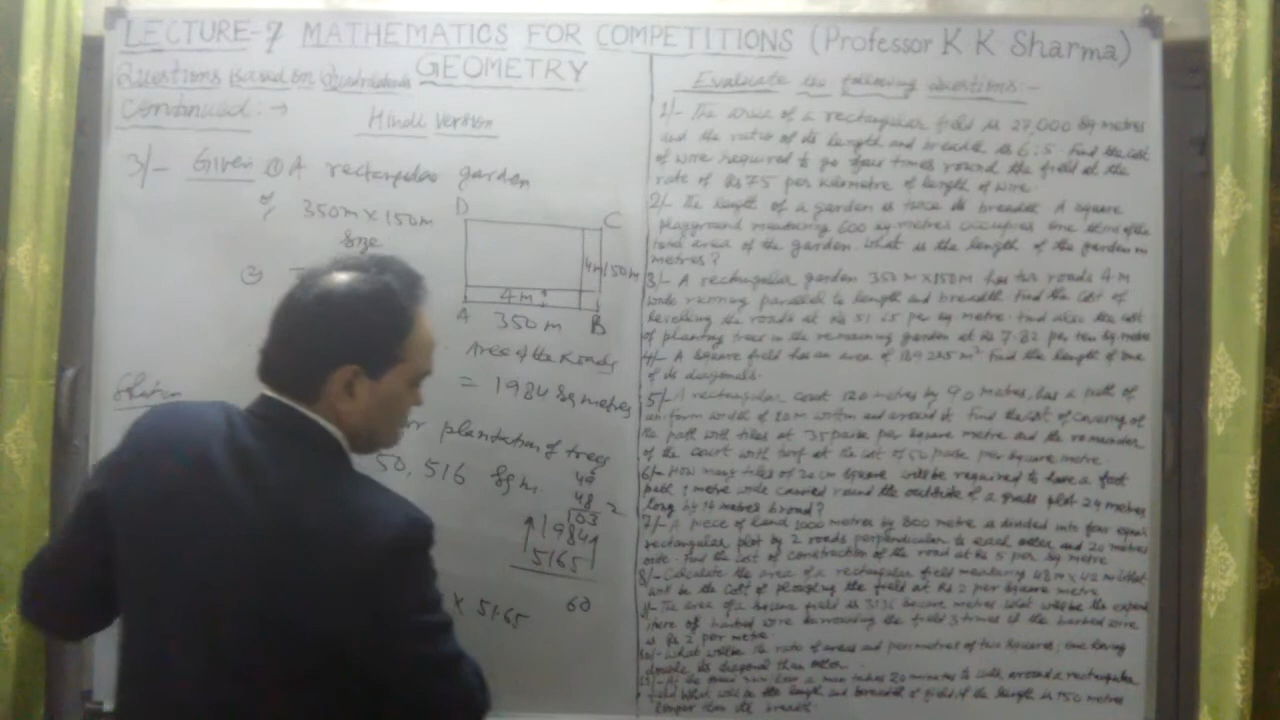 LECTURE-7 MATHEMATICS FOR COMPETITIONS (Professor K K Sharma)
GEOMETRY
Questions Based on Quadrilaterals
Continued :→
Hindi Version
3/- Given ① A rectangular garden
of 350m x 150m
Size
②
D
C
4m
150m
4m
A
350 m
B
Area of the Roads
= 1984 Sq metres
for plantation of trees
50,516 Sq m.
48
2
103
1984
5165
60
x 51.65
Evaluate the following questions:-
1/- The area of a rectangular field is 27,000 sq metres
and the ratio of its length and breadth is 6:5. Find the cost
of wire required to go four times round the field at the
rate of Rs 75 per kilometre of length of wire.
2/- The length of a garden is twice its breadth. A square
playground measuring 600 sq metres occupies one third of the
total area of the garden. What is the length of the garden in
metres?
3/- A rectangular garden 350 m x 150 m has two roads 4 m
wide running parallel to length and breadth. Find the cost of
levelling the roads at Rs 51.65 per sq metre. Find also the cost
of planting trees in the remaining garden at Rs 7.82 per ten sq metre
4/- A square field has an area of m² Find the length of one
of its diagonals.
5/- A rectangular court 120 metres by 90 metres, has a path of
uniform width of 10 m within and around it. Find the cost of covering of
the path with tiles at 35 paise per square metre and the remainder
of the court with turf at the cost of 50 paise per square metre.
6/- How many tiles of 20 cm square will be required to have a foot
path 1 metre wide carried round the outside of a grass plot 24 metres
long by 14 metres broad?
7/- A piece of land 1000 metres by 800 metre is divided into four equal
rectangular plot by 2 roads perpendicular to each other and 20 metres
wide. Find the cost of construction of the road at Rs 5 per sq metre
8/- Calculate the area of a rectangular field measuring 48 m x 42 m What
will be the cost of ploughing the field at Rs 2 per square metre
9/- The area of a square field is 3136 square metres What will be the expend
iture of barbed wire surrounding the field 3 times if the barbed wire
is Rs 2 per metre
10/- What will be the ratio of areas and perimetres of two squares, one having
double its diagonal than other.
a man takes 20 minutes to walk around a rectangular
field What will be the length and breadth of field, if the length is 150 metres
longer than its breadth.